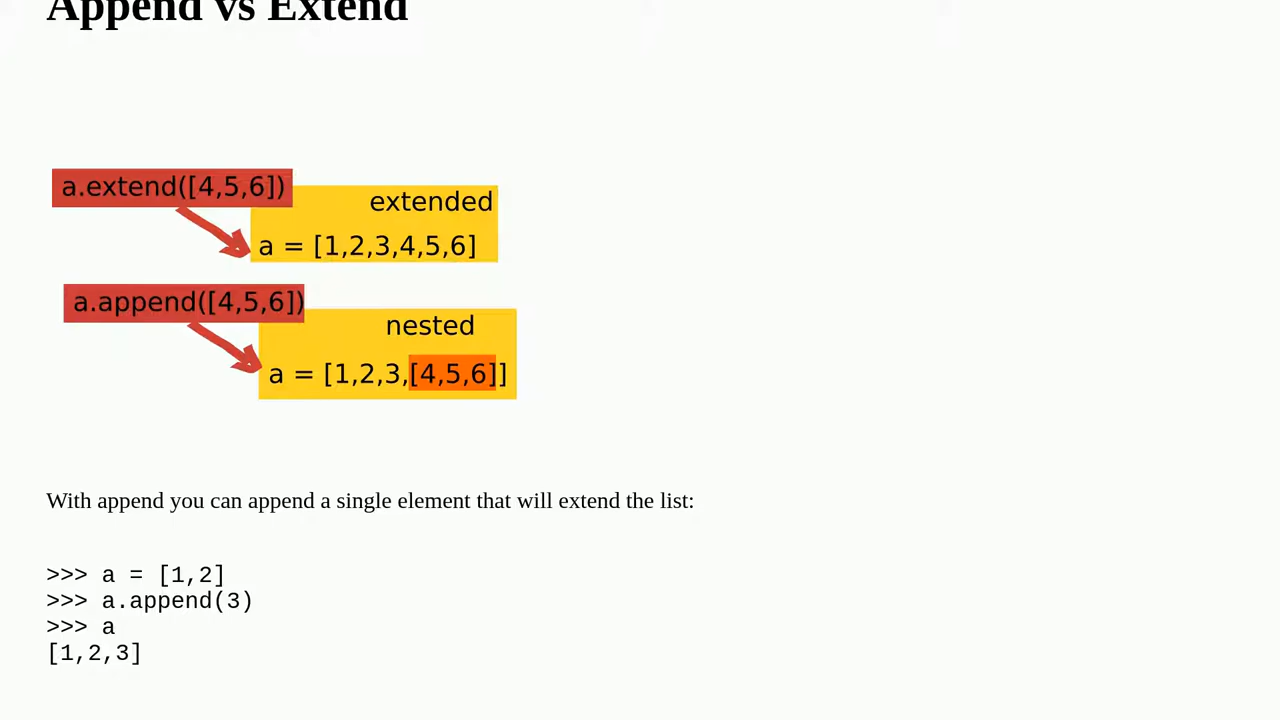 Append vs Extend
a.extend([4,5,6])
extended
a = [1,2,3,4,5,6]
a.append([4,5,6])
nested
a = [1,2,3,[4,5,6]]
With append you can append a single element that will extend the list:
>>> a = [1,2]
>>> a.append(3)
>>> a
[1,2,3]